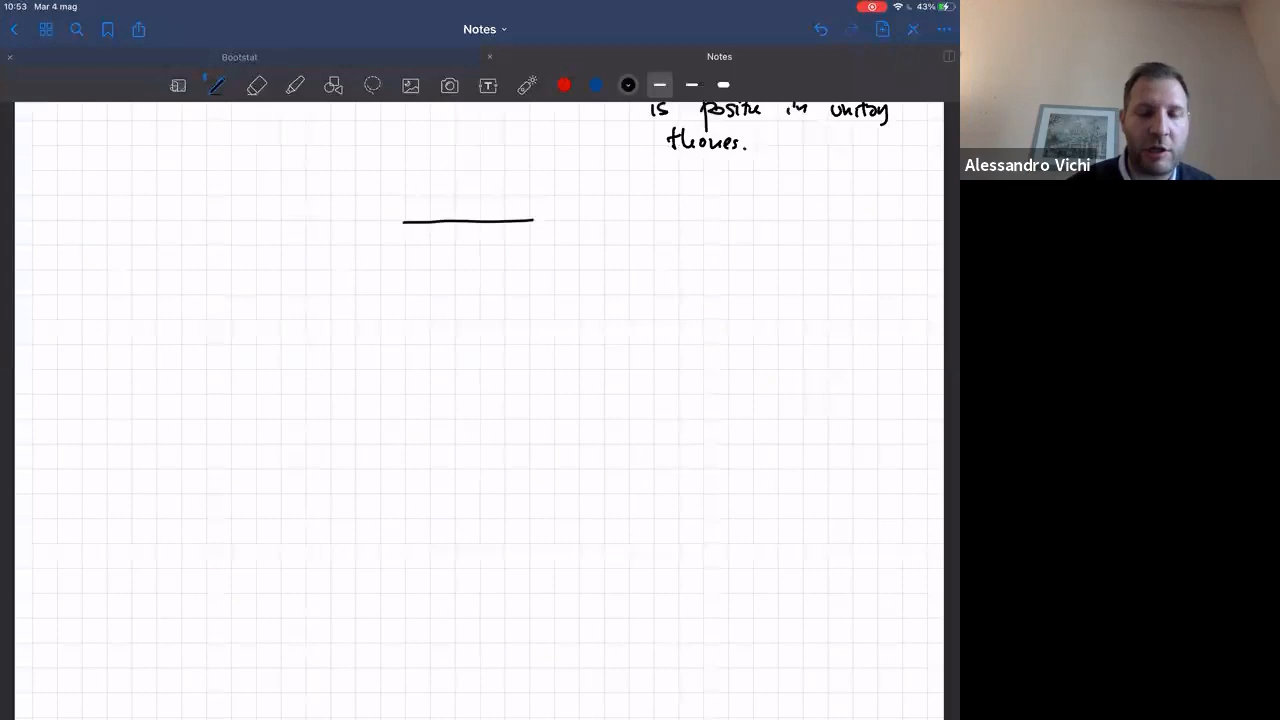 10:53 Mar 4 mag
43%
Notes
Bootstat
Notes
is positive in unitary
theories.
Alessandro Vichi